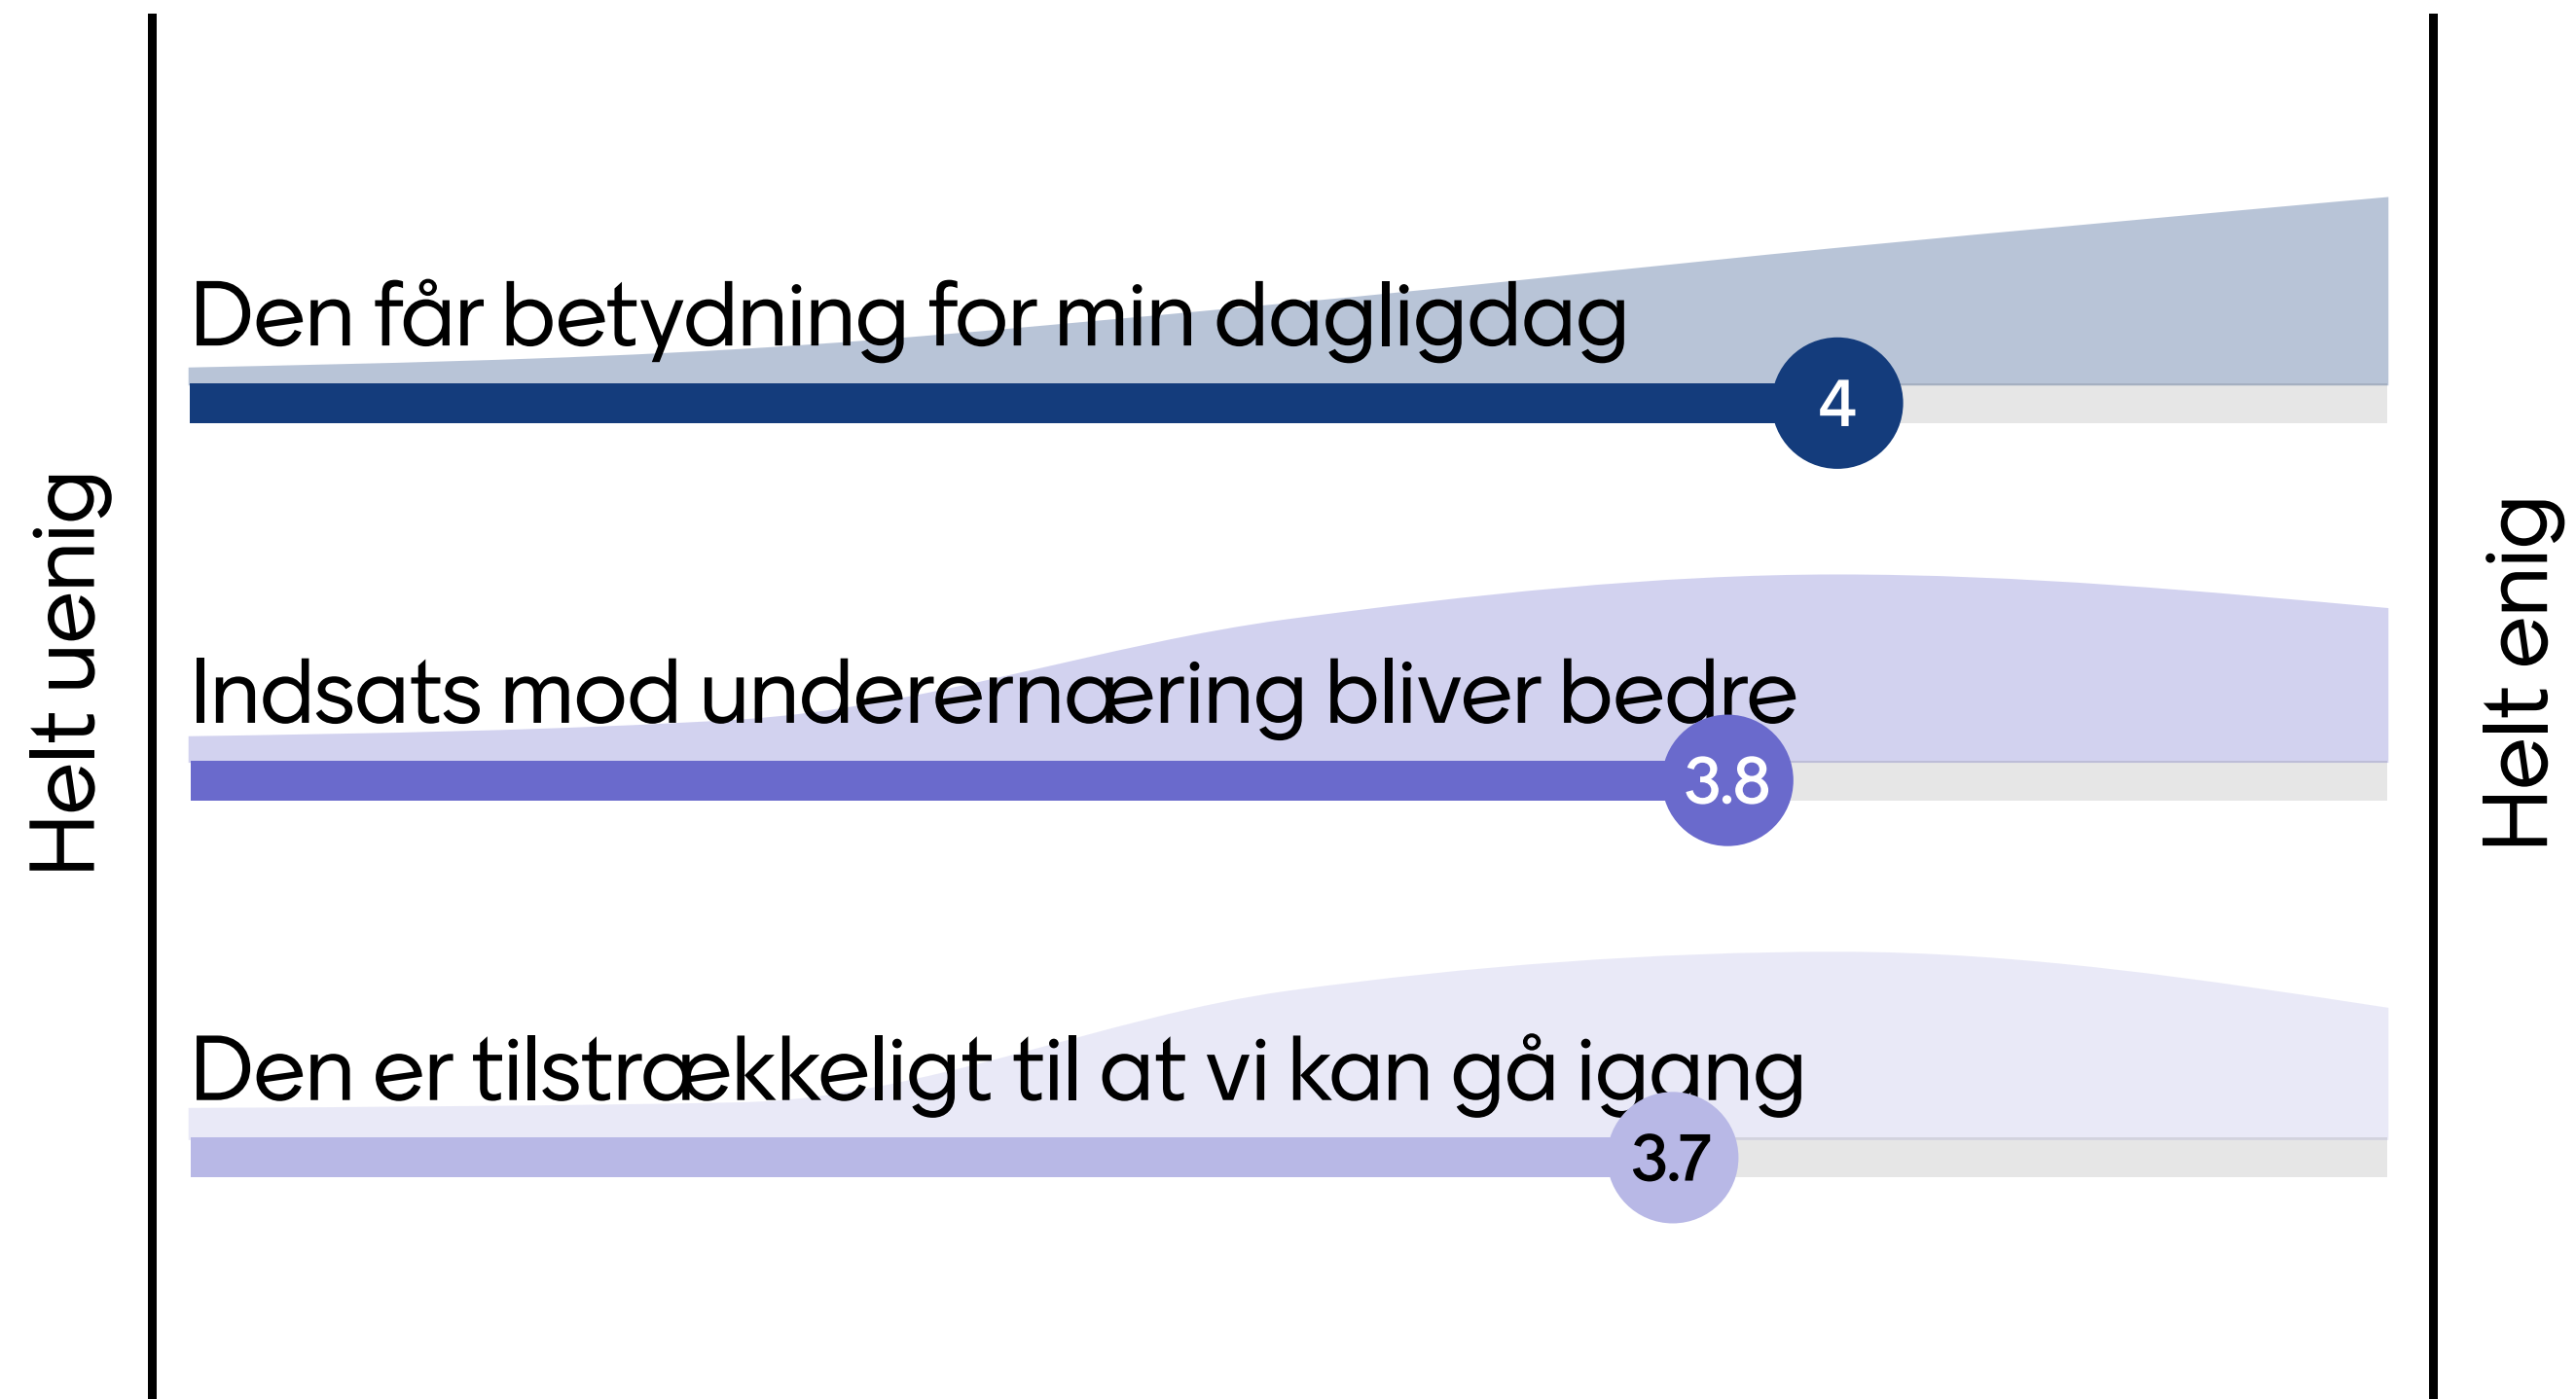 Helt uenig
Den får betydning for min dagligdag
4
Indsats mod underernæring bliver bedre
3.8
Den er tilstrækkeligt til at vi kan gå igang
3.7
Helt enig